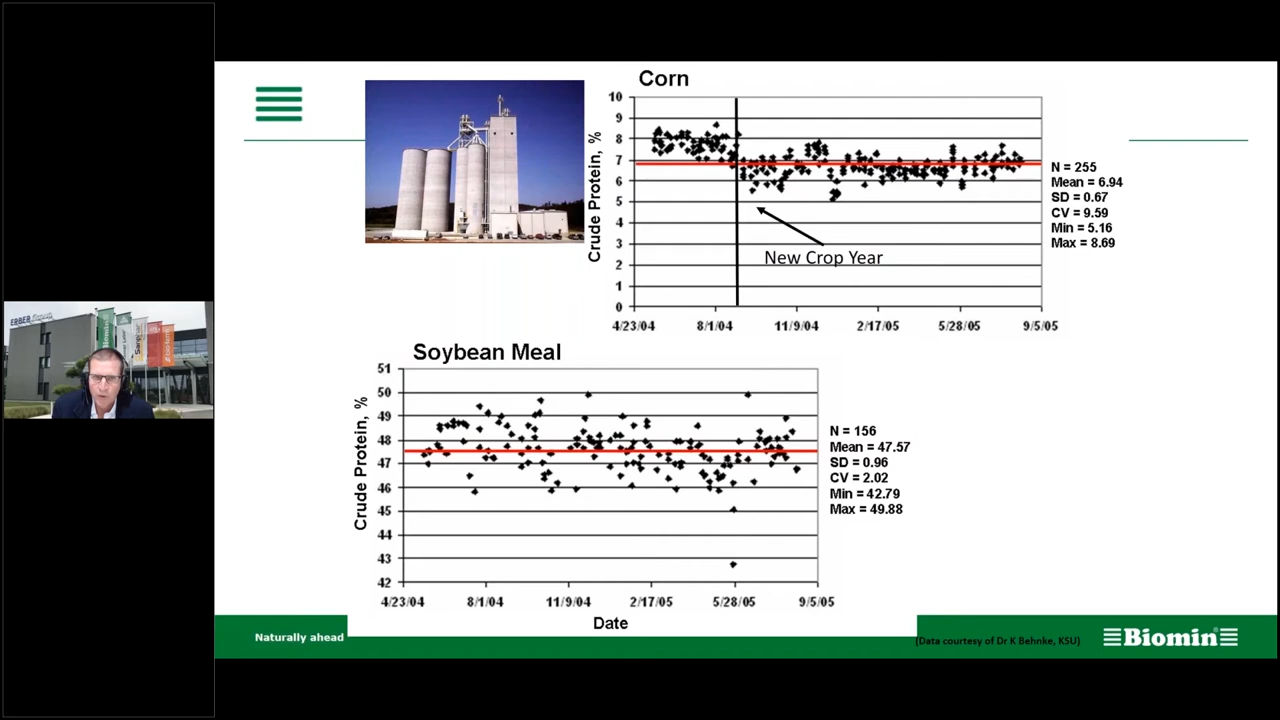 Corn
10
9
8
7
6
5
4
3
2
1
0
Crude Protein, %
4/23/04 8/1/04 11/9/04 2/17/05 5/28/05 9/5/05
New Crop Year
N = 255
Mean = 6.94
SD = 0.67
CV = 9.59
Min = 5.16
Max = 8.69
ERBER Group
Biomin
Soybean Meal
51
50
49
48
47
46
45
44
43
42
Crude Protein, %
4/23/04 8/1/04 11/9/04 2/17/05 5/28/05 9/5/05
Date
N = 156
Mean = 47.57
SD = 0.96
CV = 2.02
Min = 42.79
Max = 49.88
Naturally ahead
(Data courtesy of Dr K Behnke, KSU)
Biomin®